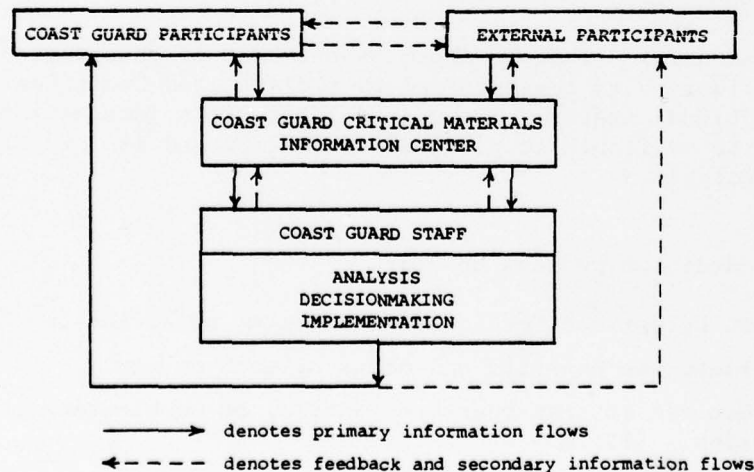 COAST GUARD PARTICIPANTS
EXTERNAL PARTICIPANTS
COAST GUARD CRITICAL MATERIALS
INFORMATION CENTER
COAST GUARD STAFF
ANALYSIS
DECISIONMAKING
IMPLEMENTATION
denotes primary information flows
denotes feedback and secondary information flows